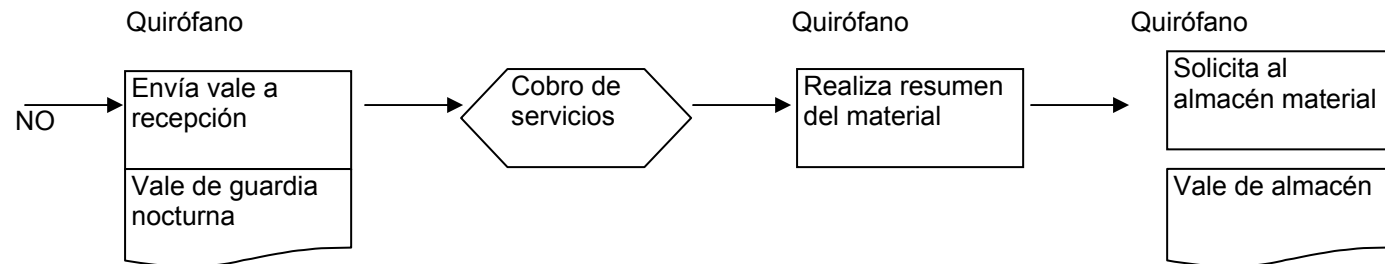 Quirófano
Quirófano
Quirófano
NO
Envía vale a
recepción
Vale de guardia
nocturna
Cobro de
servicios
Realiza resumen
del material
Solicita al
almacén material
Vale de almacén